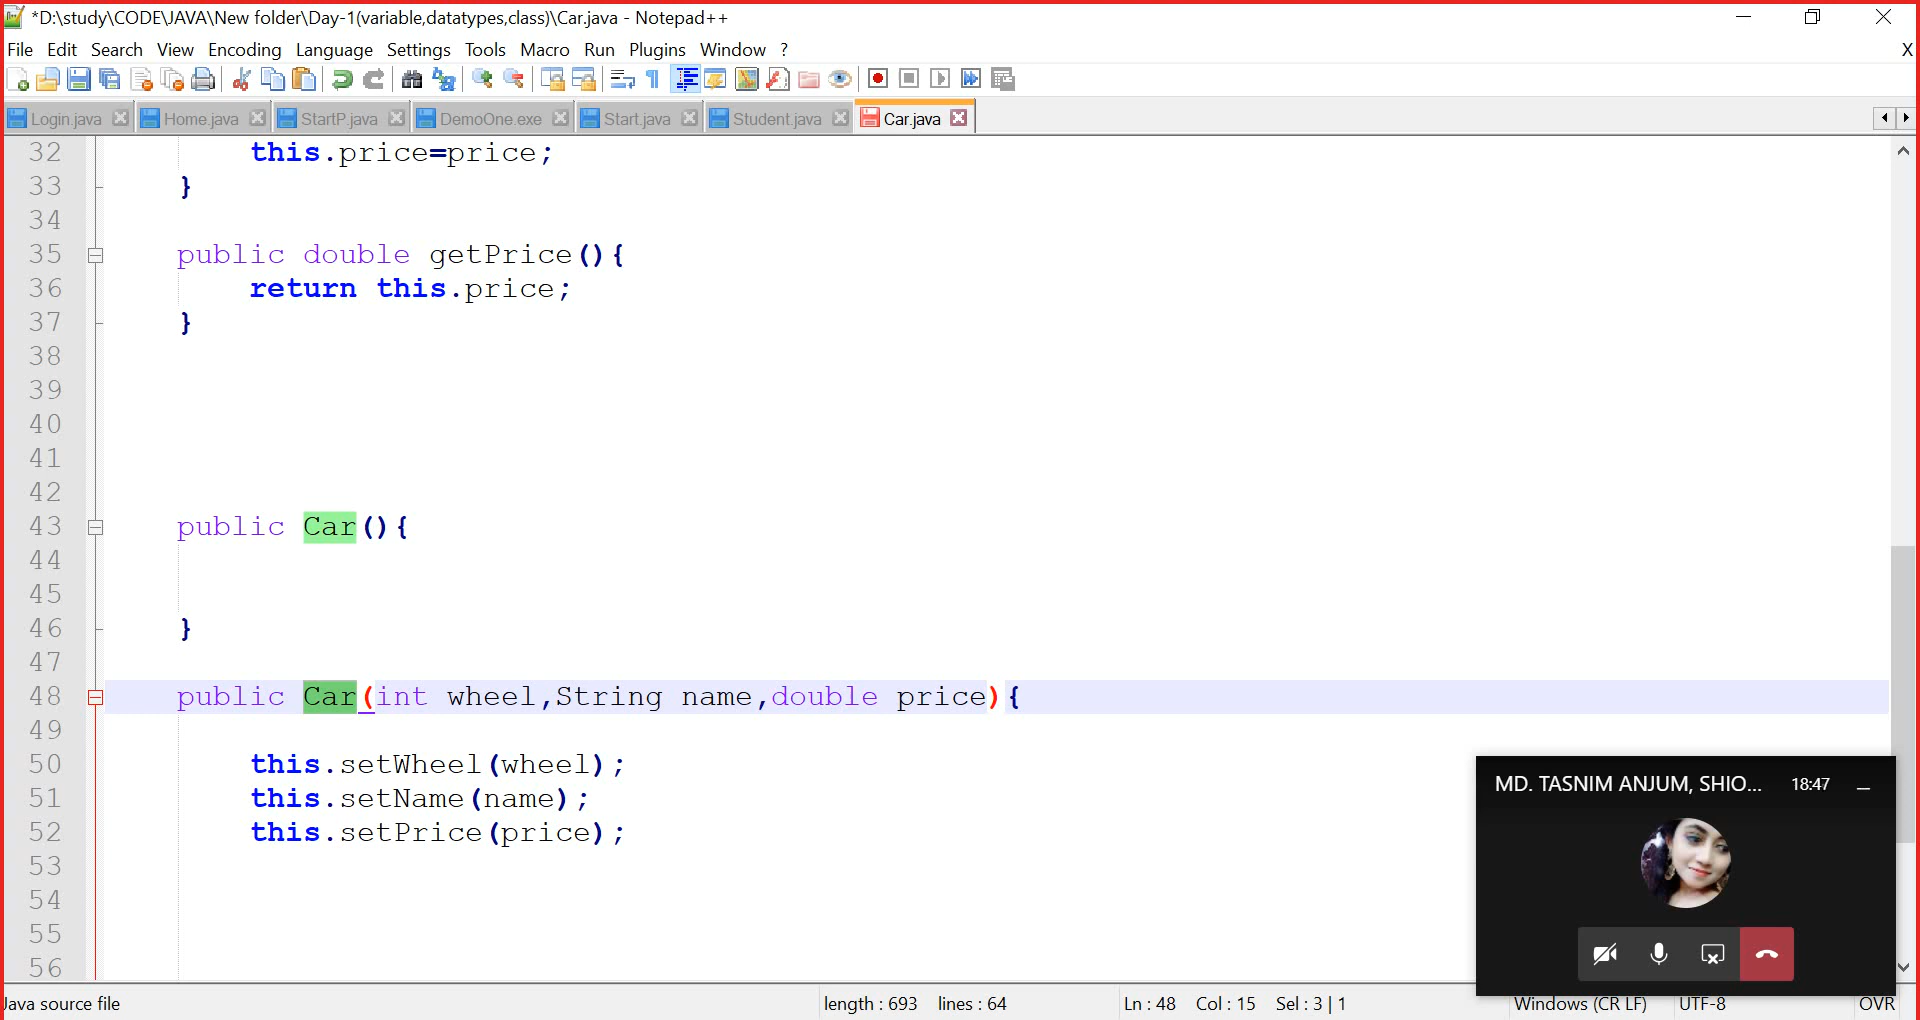 *D:\study\CODE\JAVA\New folder\Day-1(variable,datatypes,class)\Car.java - Notepad++
File Edit Search View Encoding Language Settings Tools Macro Run Plugins Window ? X
Login.java Home.java StartP.java DemoOne.exe Start.java Student.java Car.java
32 this.price=price;
33 }
34
35 public double getPrice(){
36 return this.price;
37 }
38
39
40
41
42
43 public Car(){
44
45
46 }
47
48 public Car(int wheel,String name,double price){
49
50 this.setWheel(wheel);
51 this.setName(name);
52 this.setPrice(price);
53
54
55
56
MD. TASNIM ANJUM, SHIO... 18:47
Java source file length : 693 lines : 64 Ln : 48 Col : 15 Sel : 3 | 1 Windows (CR LF) UTF-8 OVR